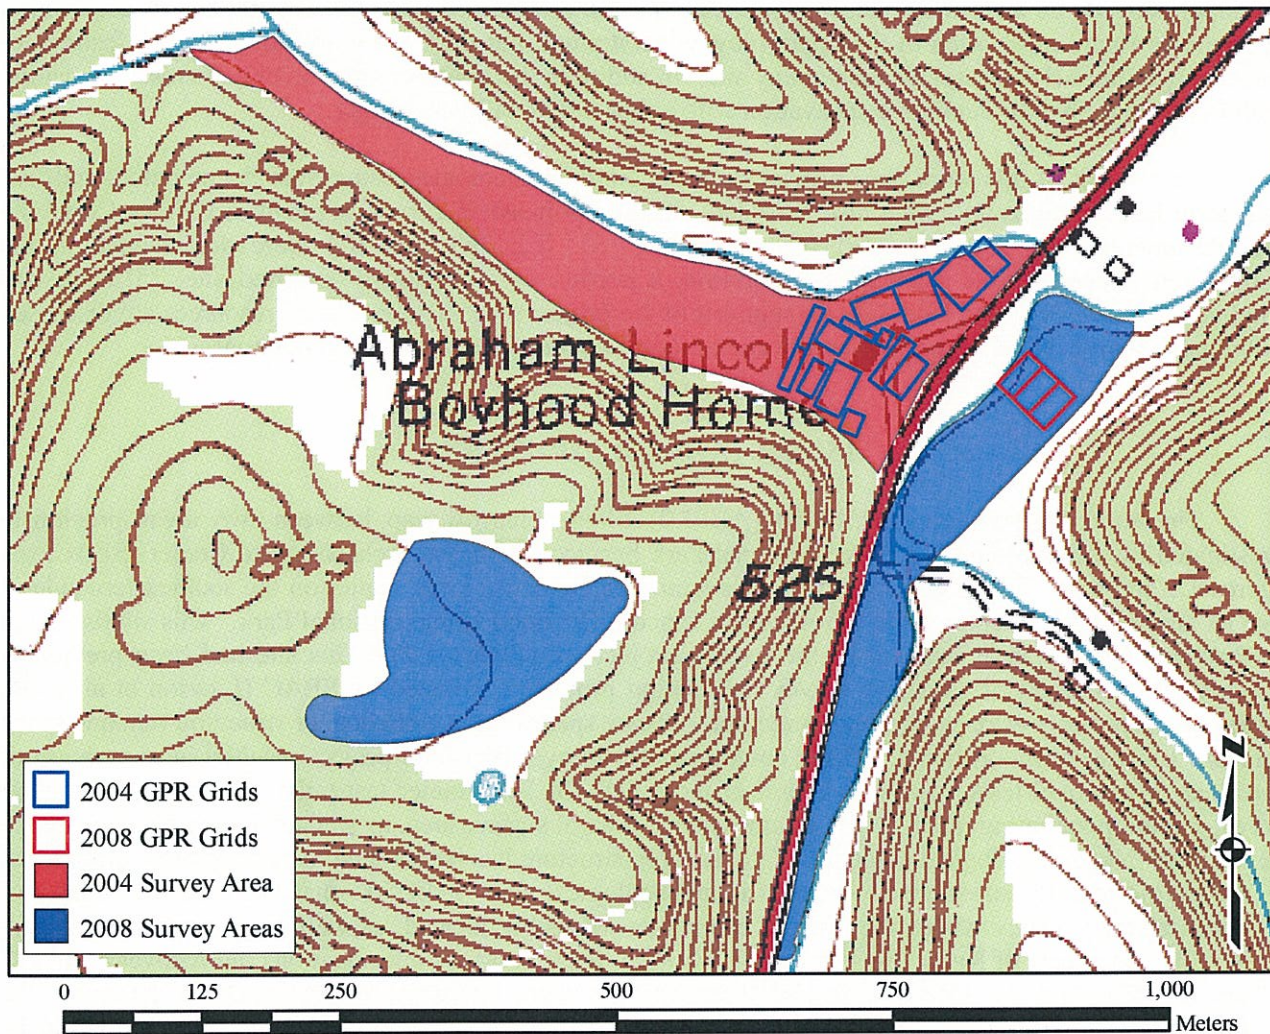 600
600
Abraham Lincoln
Boyhood Home
843
525
700
N
2004 GPR Grids
2008 GPR Grids
2004 Survey Area
2008 Survey Areas
0 125 250 500 750 1,000
Meters